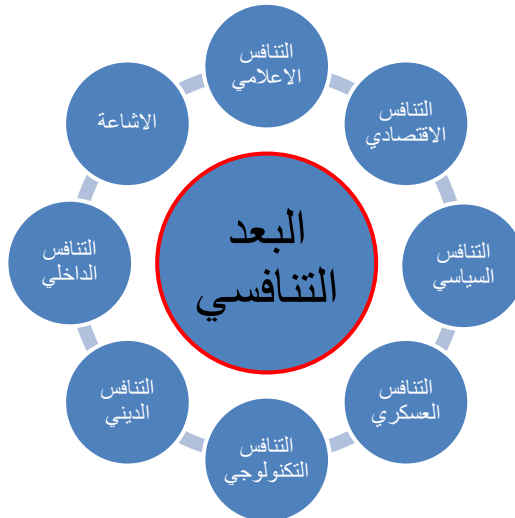 التنافس
الاعلامي
التنافس
الاقتصادي
التنافس
السياسي
التنافس
العسكري
التنافس
التكنولوجي
التنافس
الديني
التنافس
الداخلي
الاشاعة
البعد
التنافسي